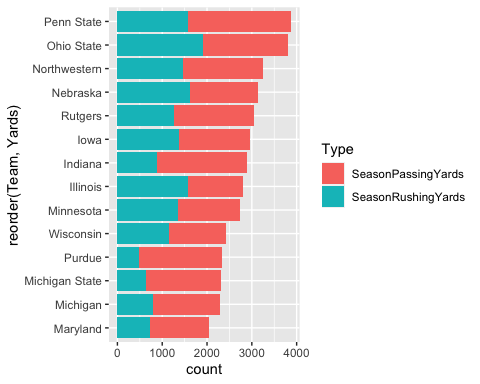 Penn State
Ohio State
Northwestern
Nebraska
Rutgers
Iowa
Indiana
Illinois
Minnesota
Wisconsin
Purdue
Michigan State
Michigan
Maryland
reorder(Team, Yards)
0 1000 2000 3000 4000
count
Type
SeasonPassingYards
SeasonRushingYards